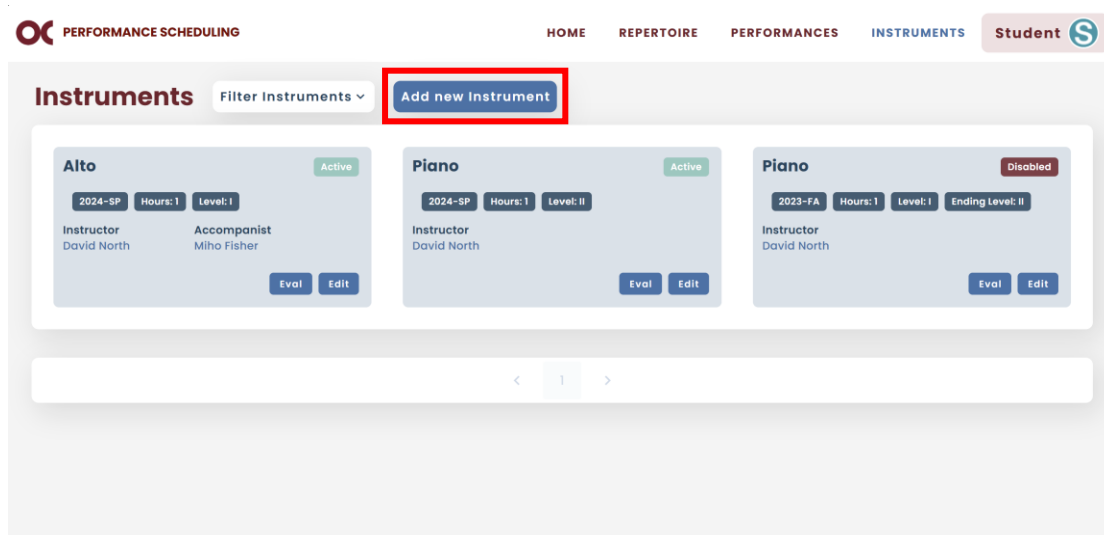 OC PERFORMANCE SCHEDULING HOME REPERTOIRE PERFORMANCES INSTRUMENTS Student S
Instruments Filter Instruments Add new Instrument
Alto Active
2024-SP Hours: 1 Level: I
Instructor Accompanist
David North Miho Fisher
Eval Edit
Piano Active
2024-SP Hours: 1 Level: II
Instructor
David North
Eval Edit
Piano Disabled
2023-FA Hours: 1 Level: I Ending Level: II
Instructor
David North
Eval Edit
< 1 >